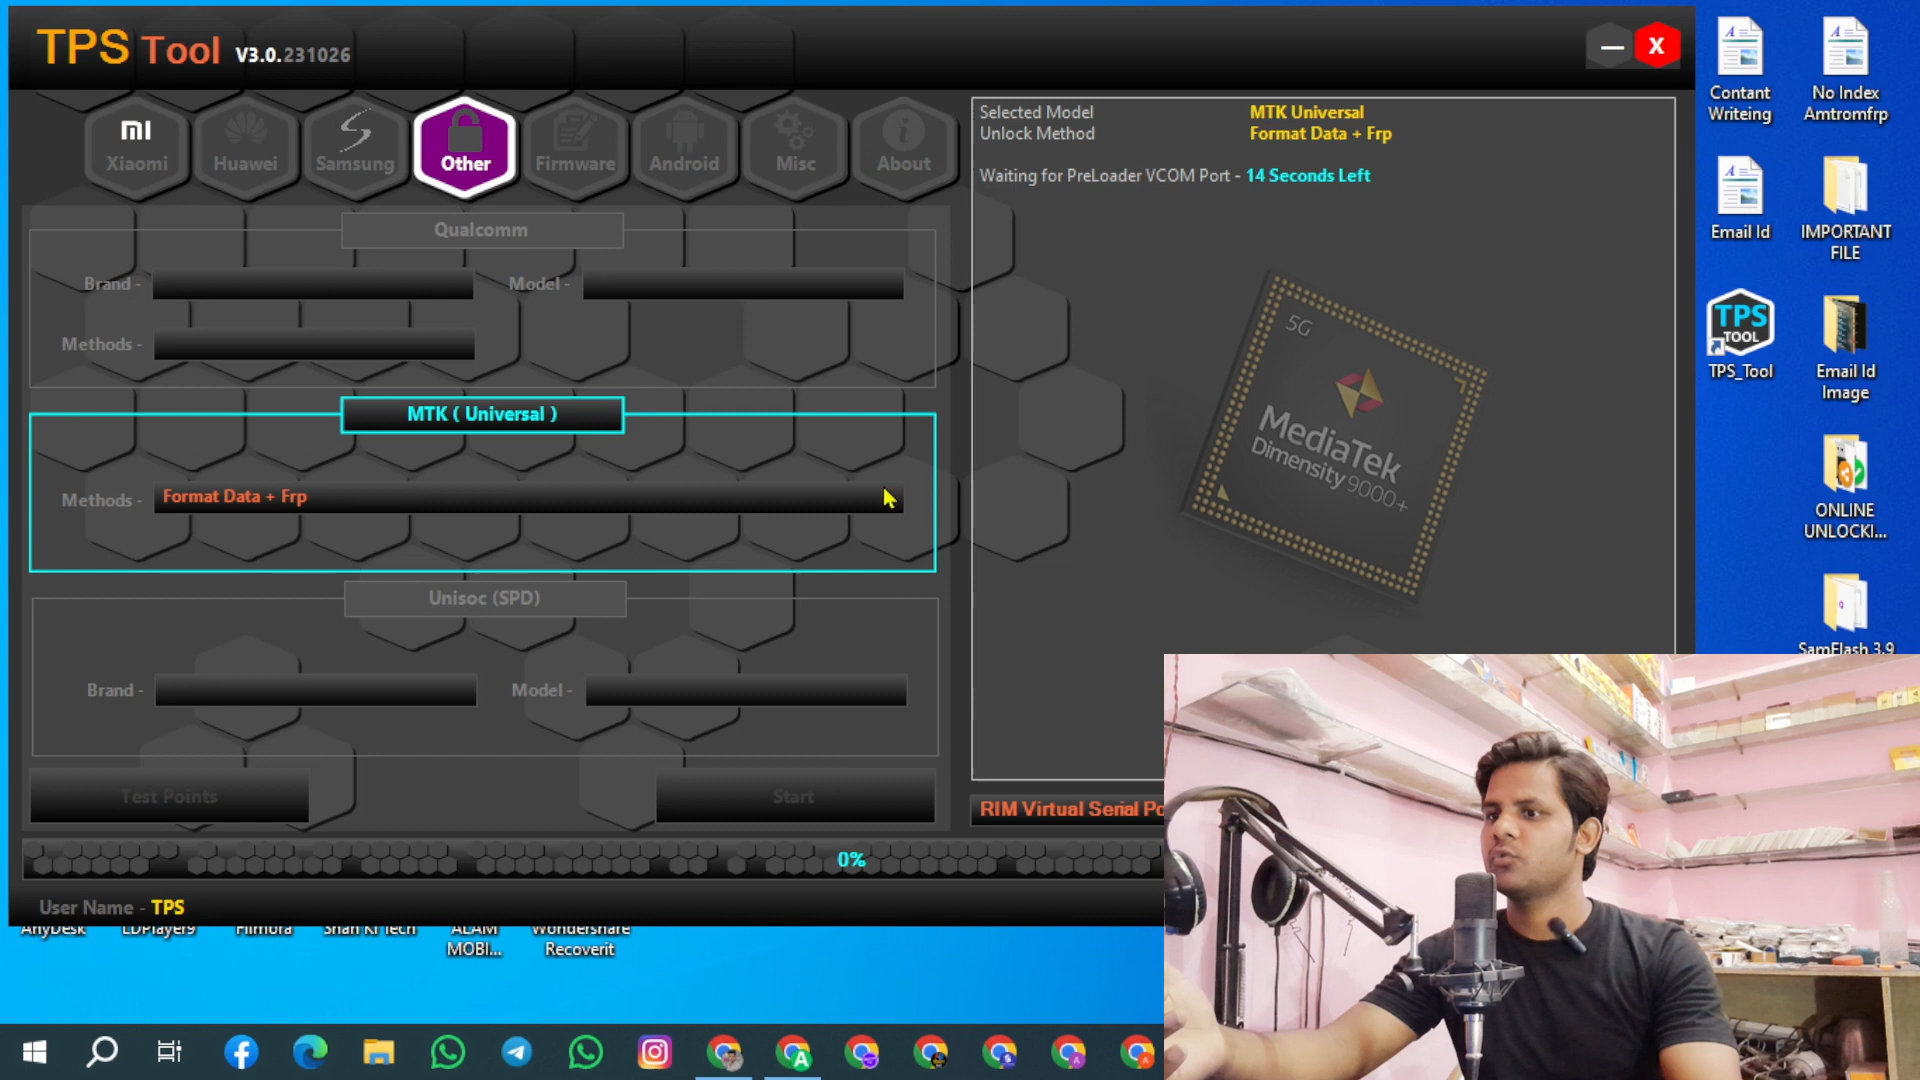 TPS Tool V3.0.231026
Xiaomi
Huawei
Samsung
Other
Firmware
Android
Misc
About
Qualcomm
Brand -
Model -
Methods -
MTK ( Universal )
Methods - Format Data + Frp
Unisoc (SPD)
Brand -
Model -
Test Points
Start
0%
User Name - TPS
Selected Model MTK Universal
Unlock Method Format Data + Frp
Waiting for PreLoader VCOM Port - 14 Seconds Left
5G
MediaTek
Dimensity 9000+
RIM Virtual Serial Po
Contant
Writeing
No Index
Amtromfrp
Email Id
IMPORTANT
FILE
TPS
TOOL
TPS_Tool
Email Id
Image
ONLINE
UNLOCKI...
SamFlash 3.9
AnyDesk
LDPlayer9
Filmora
Shan Ki Tech
ALAM
MOBI...
Wondershare
Recoverit